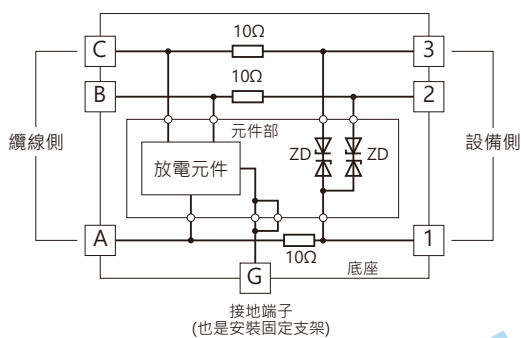 C 10Ω 3
B 10Ω 2
纜線側
元件部
ZD ZD
設備側
放電元件
A 10Ω 1
G
底座
接地端子
(也是安裝固定支架)